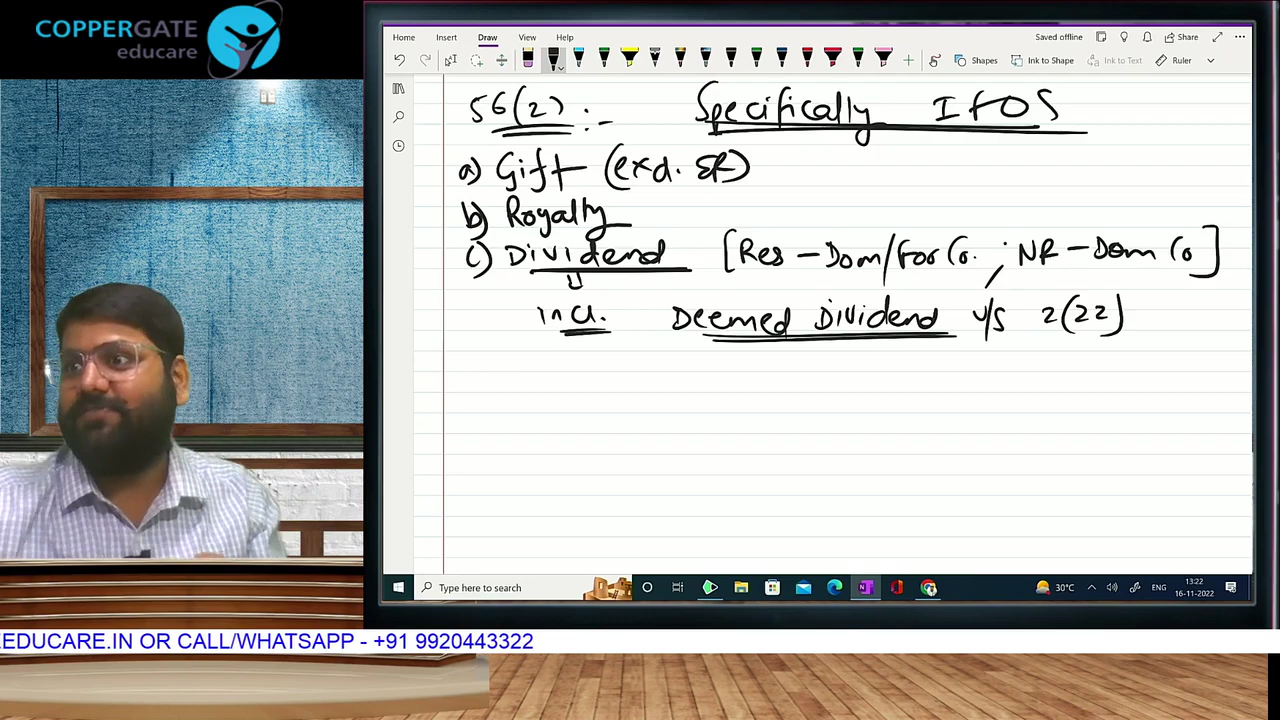 COPPERGATE
educare
Home Insert Draw View Help Saved offline Share
Shapes Ink to Shape Ink to Text Ruler
56(2) :- Specifically IFOS
a) Gift (exd. SR)
b) Royalty
c) Dividend [Res - Dom/For Co. ; NR - Dom Co]
incl. Deemed Dividend u/s 2(22)
Type here to search 30°C ENG 13:22
16-11-2022
EDUCARE.IN OR CALL/WHATSAPP - +91 9920443322